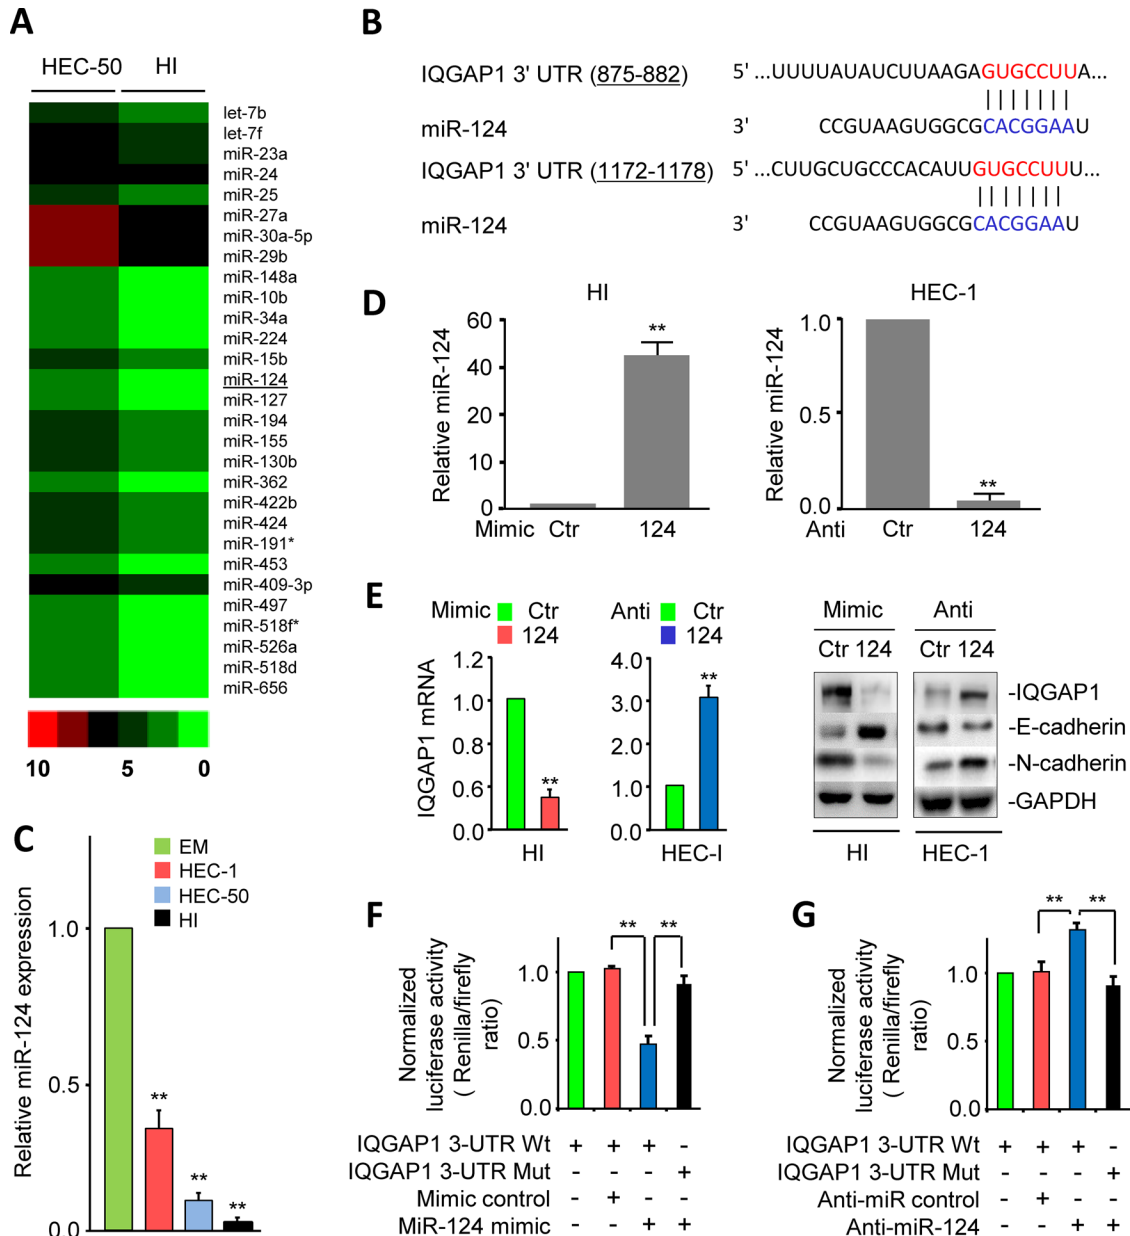 A
HEC-50 HI
let-7b
let-7f
miR-23a
miR-24
miR-25
miR-27a
miR-30a-5p
miR-29b
miR-148a
miR-10b
miR-34a
miR-224
miR-15b
miR-124
miR-127
miR-194
miR-155
miR-130b
miR-362
miR-422b
miR-424
miR-191*
miR-453
miR-409-3p
miR-497
miR-518f*
miR-526a
miR-518d
miR-656
10 5 0
B
IQGAP1 3' UTR (875-882) 5' ...UUUUAUAUCUUAAGAGUGCCUUA...
miR-124 3' CCGUAAGUGGCGCACGGAAU
IQGAP1 3' UTR (1172-1178) 5' ...CUUGCUGCCCACAUUGUGCCUUU...
miR-124 3' CCGUAAGUGGCGCACGGAAU
C
EM
HEC-1
HEC-50
HI
Relative miR-124 expression
1.0
0.5
0.0
**
**
**
D
HI
Relative miR-124
60
40
20
10
0
**
Mimic Ctr 124
HEC-1
Relative miR-124
1.0
0.5
0.0
**
Anti Ctr 124
E
Mimic Ctr
124
IQGAP1 mRNA
1.2
1.0
0.8
0.6
0.0
**
HI
Anti Ctr
124
4.0
3.0
2.0
1.0
0.0
**
HEC-I
Mimic Anti
Ctr 124 Ctr 124
-IQGAP1
-E-cadherin
-N-cadherin
-GAPDH
HI HEC-1
F
Normalized
luciferase activity
( Renilla/firefly
ratio)
1.0
0.5
0.0
** **
IQGAP1 3-UTR Wt + + + -
IQGAP1 3-UTR Mut - - - +
Mimic control - + - -
MiR-124 mimic - - + +
G
Normalized
luciferase activity
( Renilla/firefly
ratio)
1.0
0.5
0.0
** **
IQGAP1 3-UTR Wt + + + -
IQGAP1 3-UTR Mut - - - +
Anti-miR control - + - -
Anti-miR-124 - - + +